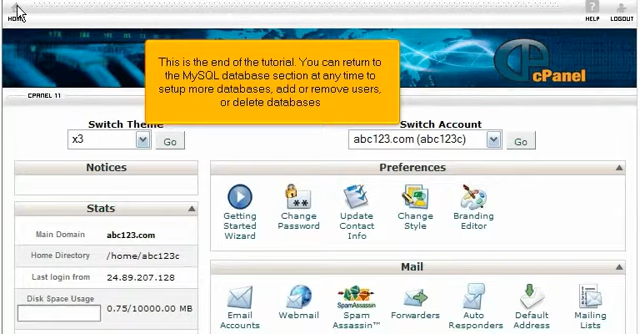 HOME
HELP
LOGOUT
This is the end of the tutorial. You can return to
the MySQL database section at any time to
setup more databases, add or remove users,
or delete databases
cPanel
CPANEL 11
Switch Theme
Switch Account
x3
Go
abc123.com (abc123c)
Go
Notices
Stats
Main Domain
abc123.com
Home Directory
/home/abc123c
Last login from
24.89.207.128
Disk Space Usage
0.75/10000.00 MB
Preferences
Getting
Started
Wizard
Change
Password
Update
Contact
Info
Change
Style
Branding
Editor
Mail
Email
Accounts
Webmail
SpamAssassin
Spam
Assassin™
Forwarders
Auto
Responders
Default
Address
Mailing
Lists